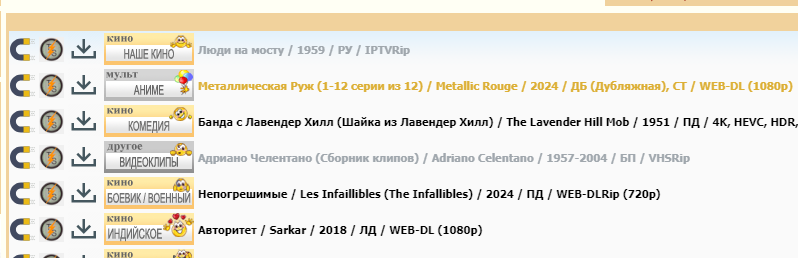 кино
НАШЕ КИНО
Люди на мосту / 1959 / РУ / IPTVRip
мульт
АНИМЕ
Металлическая Руж (1-12 серии из 12) / Metallic Rouge / 2024 / ДБ (Дубляжная), СТ / WEB-DL (1080p)
кино
КОМЕДИЯ
Банда с Лавендер Хилл (Шайка из Лавендер Хилл) / The Lavender Hill Mob / 1951 / ПД / 4K, HEVC, HDR,
другое
ВИДЕОКЛИПЫ
Адриано Челентано (Сборник клипов) / Adriano Celentano / 1957-2004 / БП / VHSRip
кино
БОЕВИК / ВОЕННЫЙ
Непогрешимые / Les Infaillibles (The Infallibles) / 2024 / ПД / WEB-DLRip (720p)
кино
ИНДИЙСКОЕ
Авторитет / Sarkar / 2018 / ЛД / WEB-DL (1080p)
кино